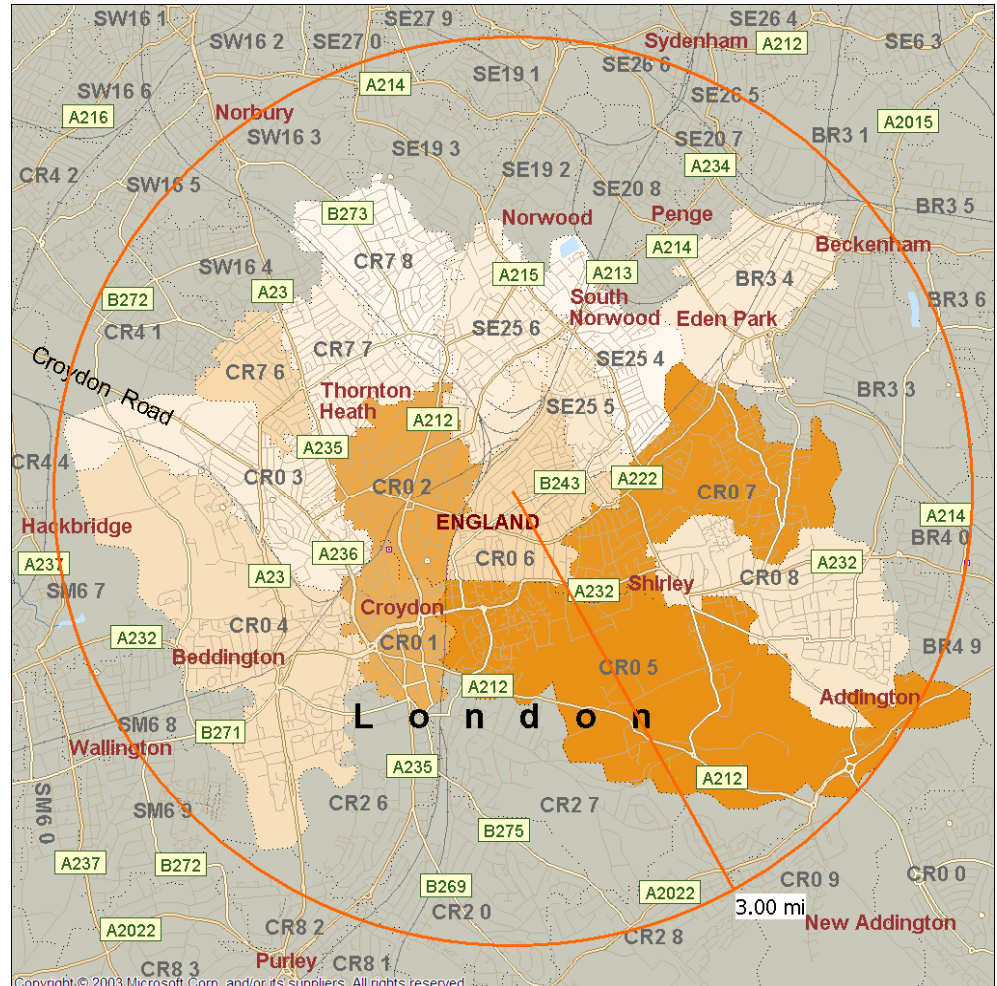 SW16 1
SE27 9
SE26 4
SW16 2
SE27 0
Sydenham
A212
SE6 3
SE19 1
SE26 6
A214
SW16 6
SE26 5
A216
Norbury
A2015
SW16 3
BR3 1
SE19 3
SE20 7
A234
CR4 2
SW16 5
SE19 2
SE20 8
B273
Norwood
Penge
BR3 5
CR7 8
A214
Beckenham
SW16 4
A215
A213
BR3 4
A23
B272
South
Norwood
BR3 6
CR4 1
SE25 6
Eden Park
CR7 7
SE25 4
CR7 6
BR3 3
Croydon Road
Thornton
Heath
SE25 5
A212
A235
CR4 4
CR0 3
CR0 2
B243
A222
CR0 7
Hackbridge
ENGLAND
A214
BR4 0
A237
A236
CR0 6
A232
A23
CR0 8
SM6 7
A232
Shirley
Croydon
CR0 4
A232
CR0 1
BR4 9
Beddington
CR0 5
A212
Addington
London
SM6 8
B271
Wallington
A235
A212
SM6 0
SM6 9
CR2 6
CR2 7
B275
A237
B272
B269
A2022
CR0 9
CR0 0
3.00 mi
CR2 0
New Addington
A2022
CR8 2
CR2 8
Purley
CR8 3
CR8 1
Copyright © 2003 Microsoft Corp. and/or its suppliers. All rights reserved.